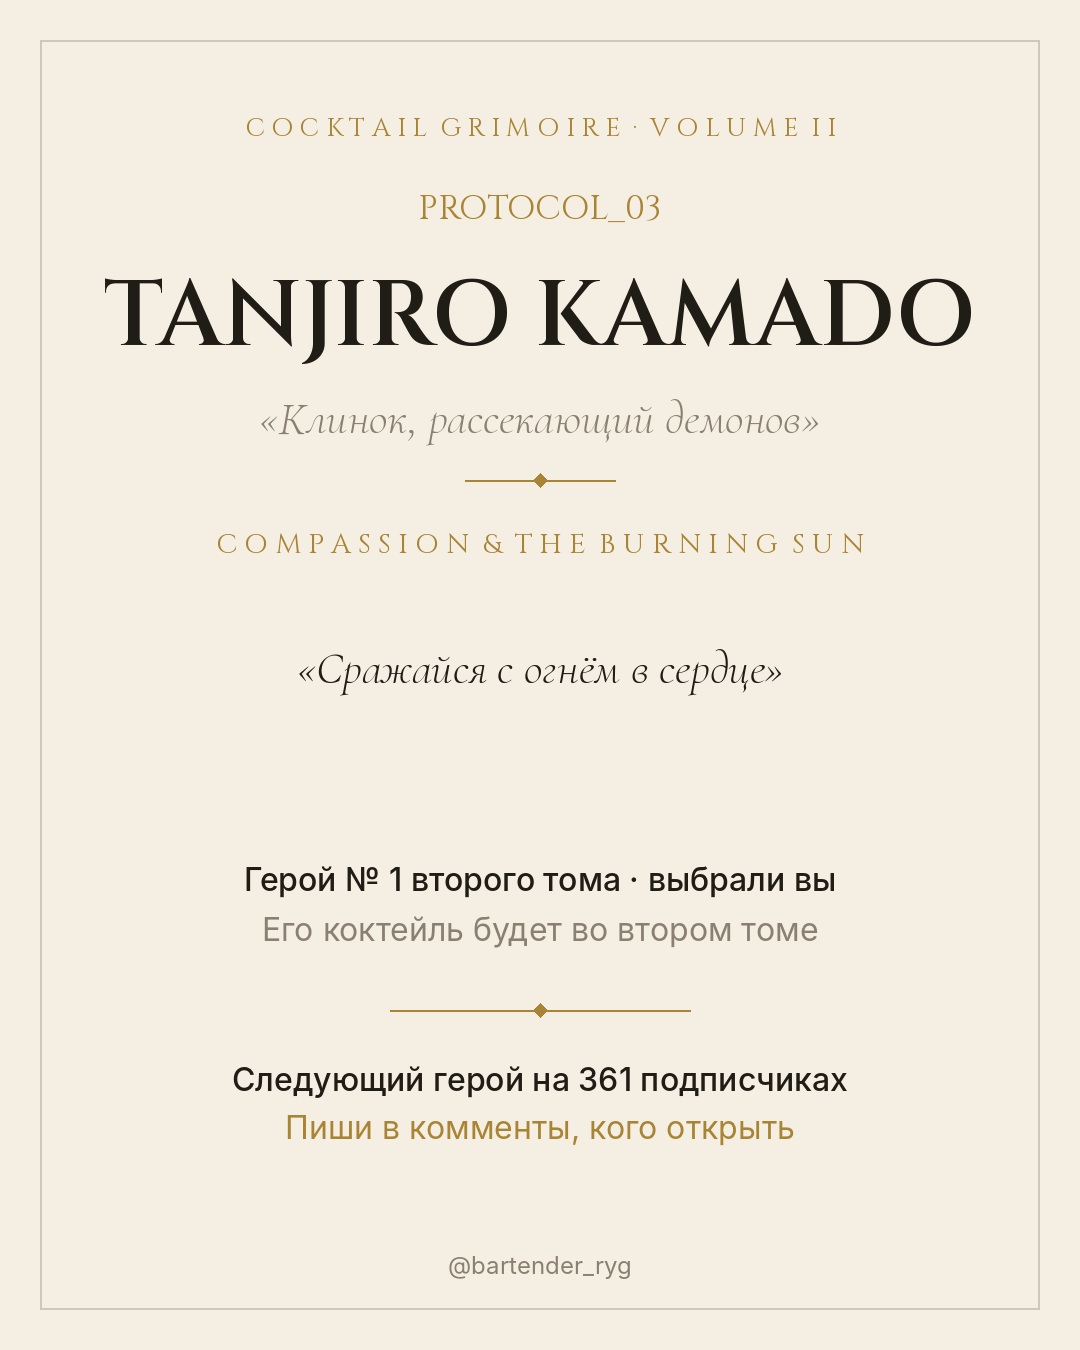 COCKTAIL GRIMOIRE · VOLUME II
PROTOCOL_03
TANJIRO KAMADO
«Клинок, рассекающий демонов»
COMPASSION & THE BURNING SUN
«Сражайся с огнём в сердце»
Герой № 1 второго тома · выбрали вы
Его коктейль будет во втором томе
Следующий герой на 361 подписчиках
Пиши в комменты, кого открыть
@bartender_ryg